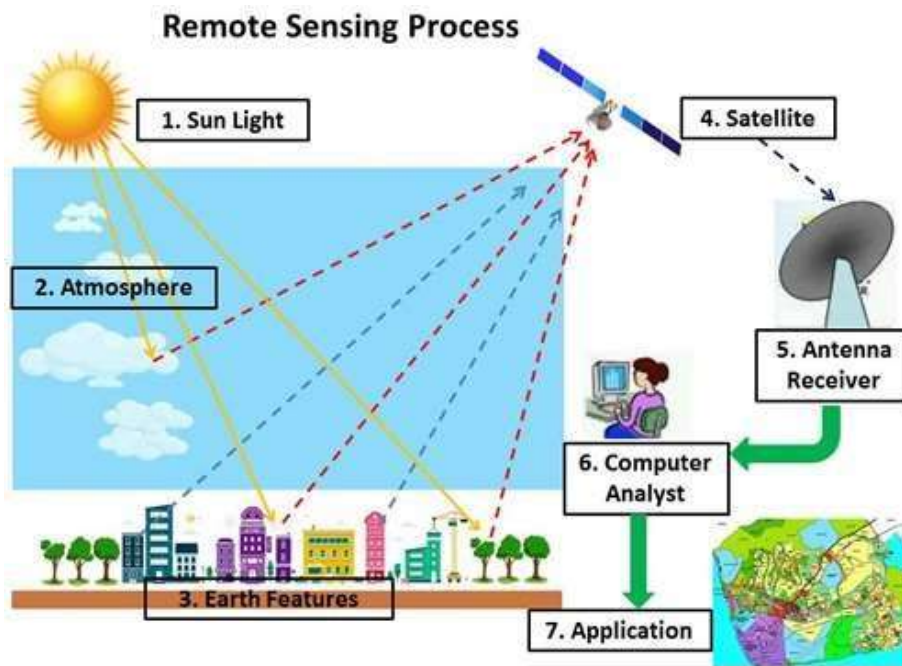 Remote Sensing Process
1. Sun Light
4. Satellite
2. Atmosphere
5. Antenna
Receiver
6. Computer
Analyst
3. Earth Features
7. Application